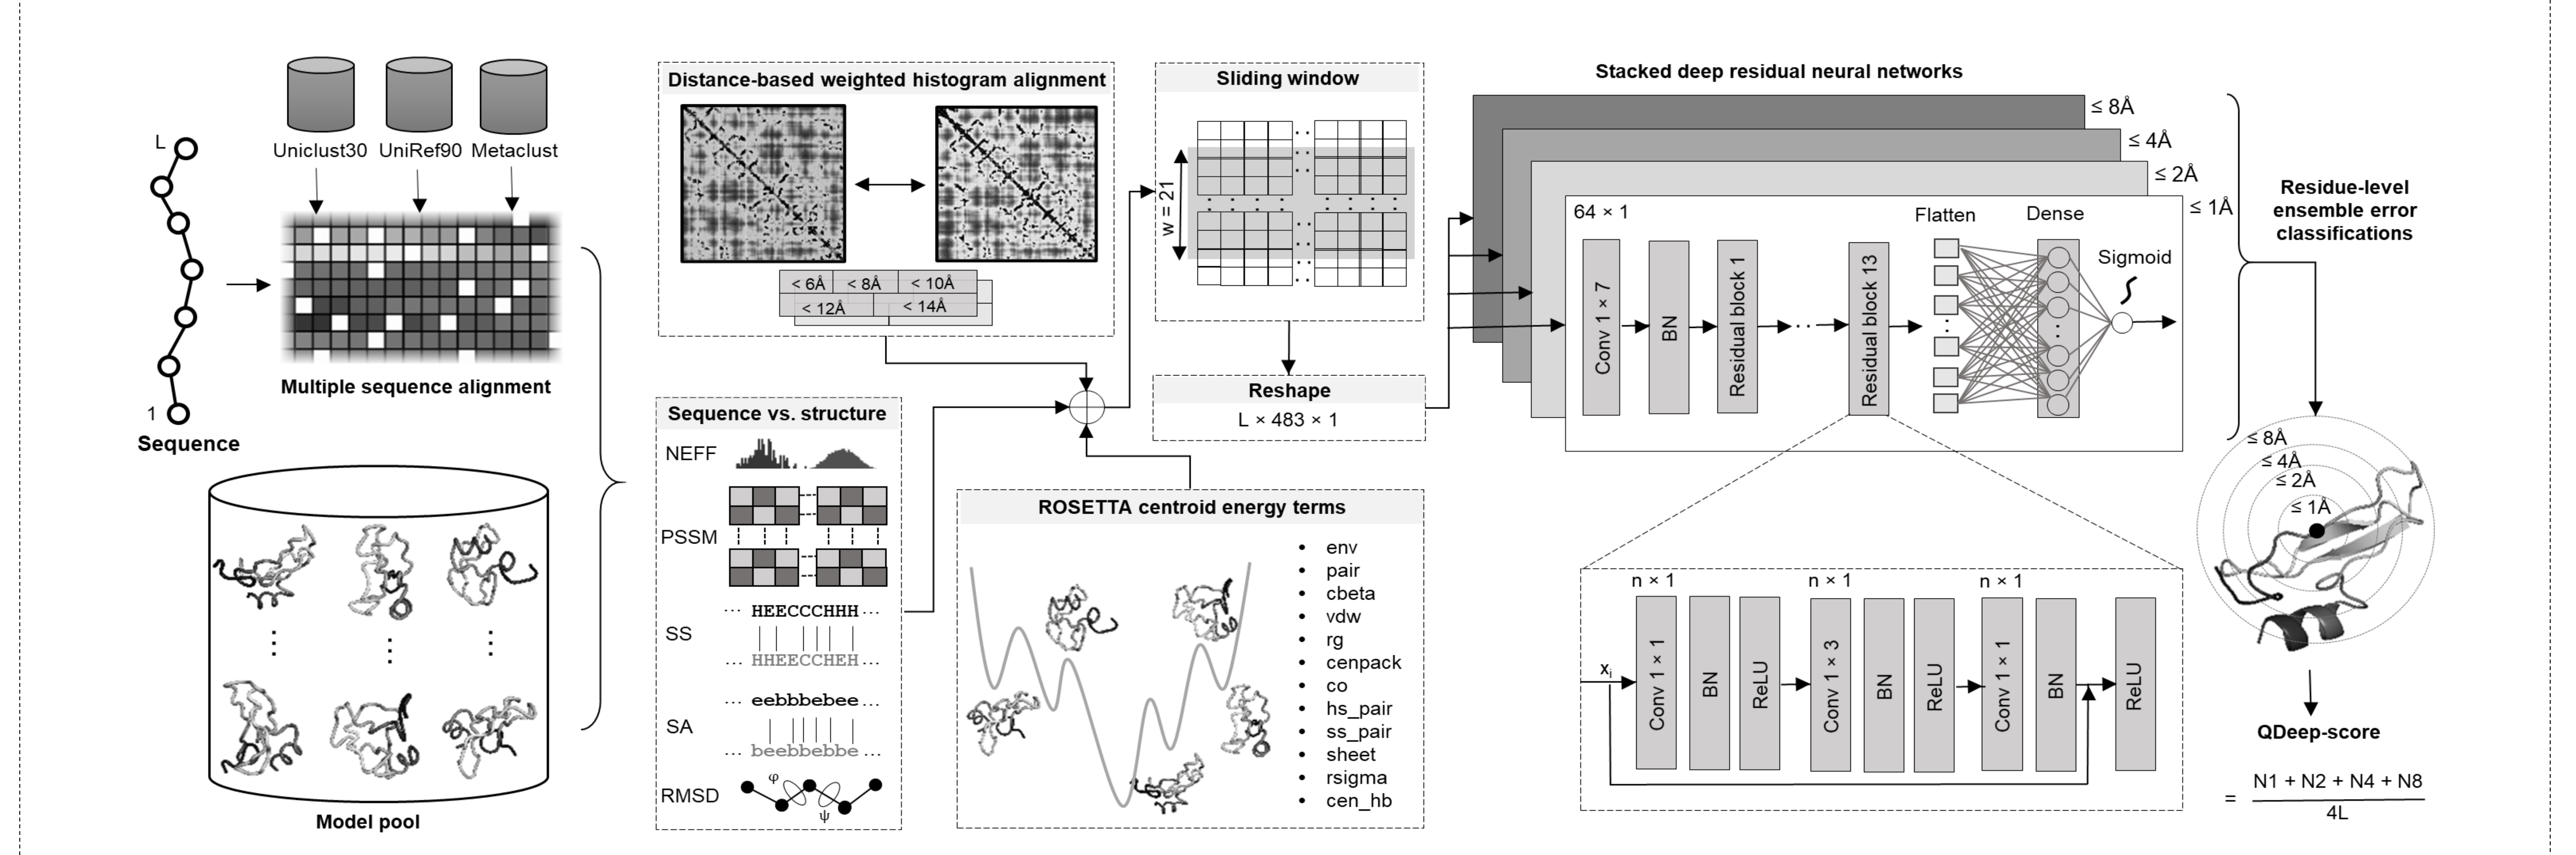 Uniclust30 UniRef90 Metaclust
L
1
Sequence
Multiple sequence alignment
Model pool
Distance-based weighted histogram alignment
< 6Å < 8Å < 10Å
< 12Å < 14Å
Sequence vs. structure
NEFF
PSSM
··· HEECCCHHH ···
SS
··· HHEECCHEH ···
··· eebbbebee ···
SA
··· beebbebbe ···
RMSD
φ
ψ
ROSETTA centroid energy terms
• env
• pair
• cbeta
• vdw
• rg
• cenpack
• co
• hs_pair
• ss_pair
• sheet
• rsigma
• cen_hb
Sliding window
w = 21
Reshape
L × 483 × 1
Stacked deep residual neural networks
≤ 8Å
≤ 4Å
≤ 2Å
≤ 1Å
64 × 1
Conv 1 × 7
BN
Residual block 1
Residual block 13
Flatten
Dense
Sigmoid
n × 1 n × 1 n × 1
xi
Conv 1 × 1
BN
ReLU
Conv 1 × 3
BN
ReLU
Conv 1 × 1
BN
ReLU
Residue-level
ensemble error
classifications
≤ 8Å
≤ 4Å
≤ 2Å
≤ 1Å
QDeep-score
= N1 + N2 + N4 + N8
4L